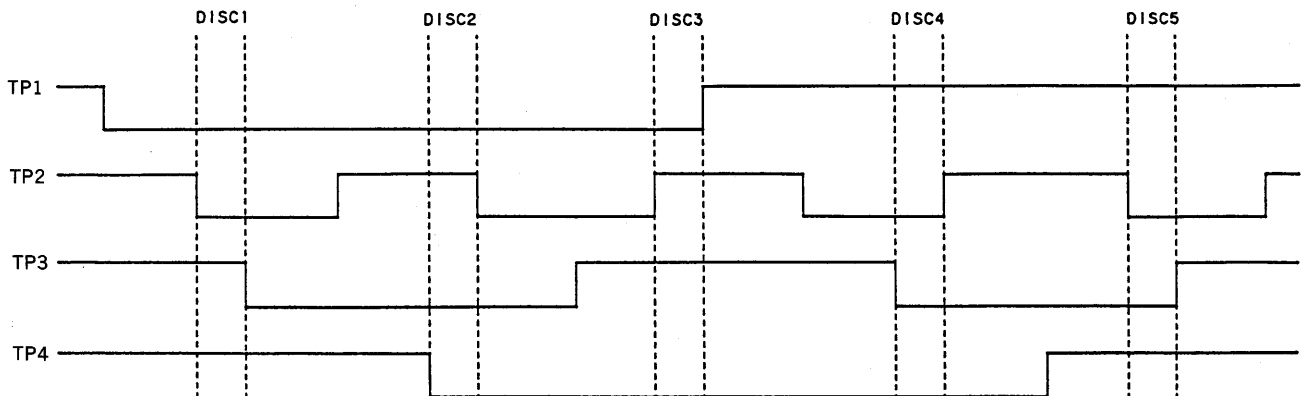 DISC1 DISC2 DISC3 DISC4 DISC5
TP1
TP2
TP3
TP4